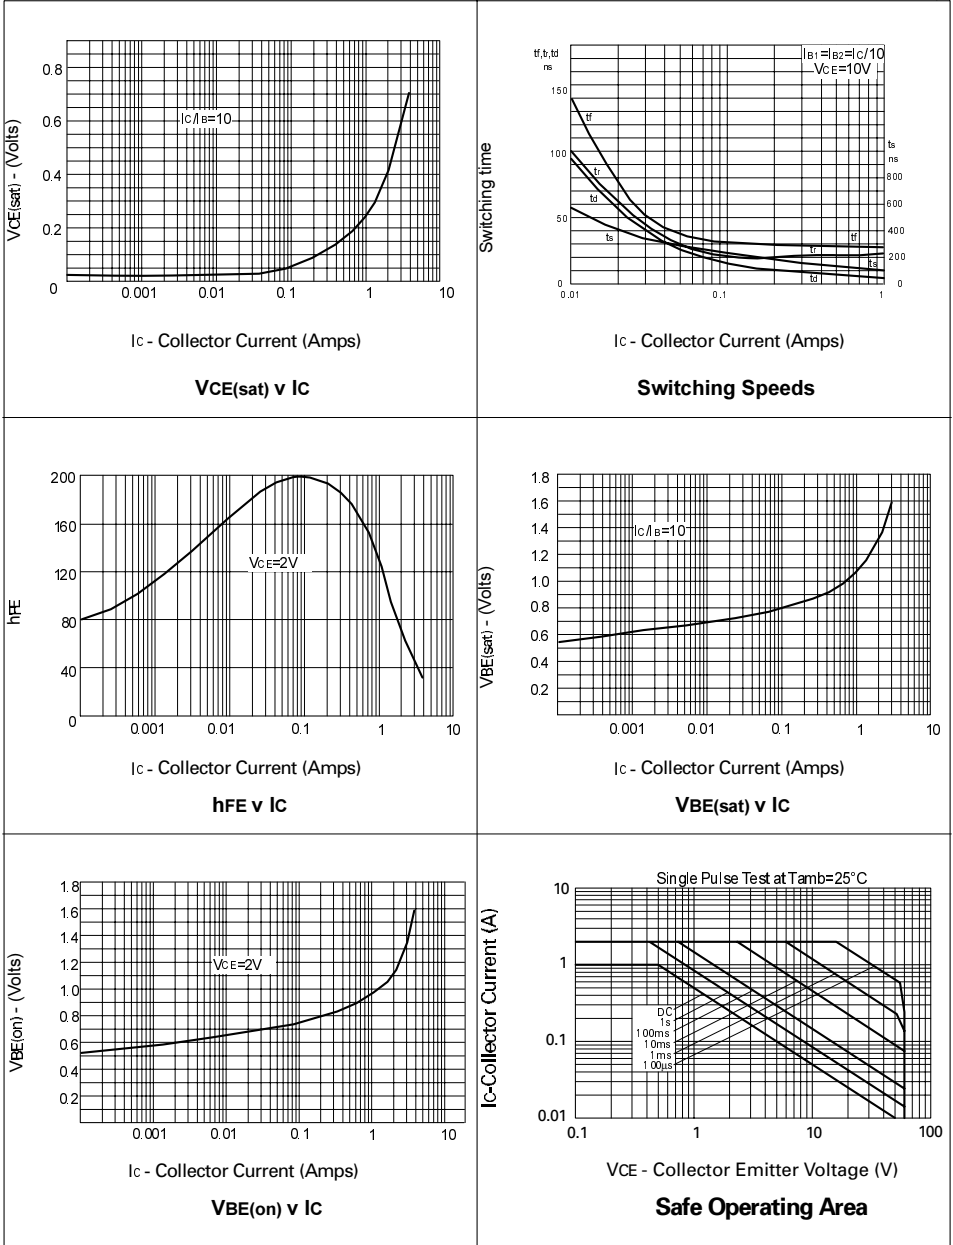 0.8
0.6
0.4
0.2
0
VCE(sat) - (Volts)
IC/IB=10
0.001 0.01 0.1 1 10
IC - Collector Current (Amps)
VCE(sat) v IC
tf,tr,td
ns
150
100
50
0
Switching time
IB1=IB2=IC/10
VCE=10V
tf
tr
td
ts
tf
tr
ts
td
ts
ns
800
600
400
200
0
0.01 0.1 1
IC - Collector Current (Amps)
Switching Speeds
200
160
120
80
40
0
hFE
VCE=2V
0.001 0.01 0.1 1 10
IC - Collector Current (Amps)
hFE v IC
1.8
1.6
1.4
1.2
1.0
0.8
0.6
0.4
0.2
VBE(sat) - (Volts)
IC/IB=10
0.001 0.01 0.1 1 10
IC - Collector Current (Amps)
VBE(sat) v IC
1.8
1.6
1.4
1.2
1.0
0.8
0.6
0.4
0.2
VBE(on) - (Volts)
VCE=2V
0.001 0.01 0.1 1 10
IC - Collector Current (Amps)
VBE(on) v IC
Single Pulse Test at Tamb=25°C
10
1
0.1
0.01
IC-Collector Current (A)
DC
1s
100ms
10ms
1ms
100µs
0.1 1 10 100
VCE - Collector Emitter Voltage (V)
Safe Operating Area